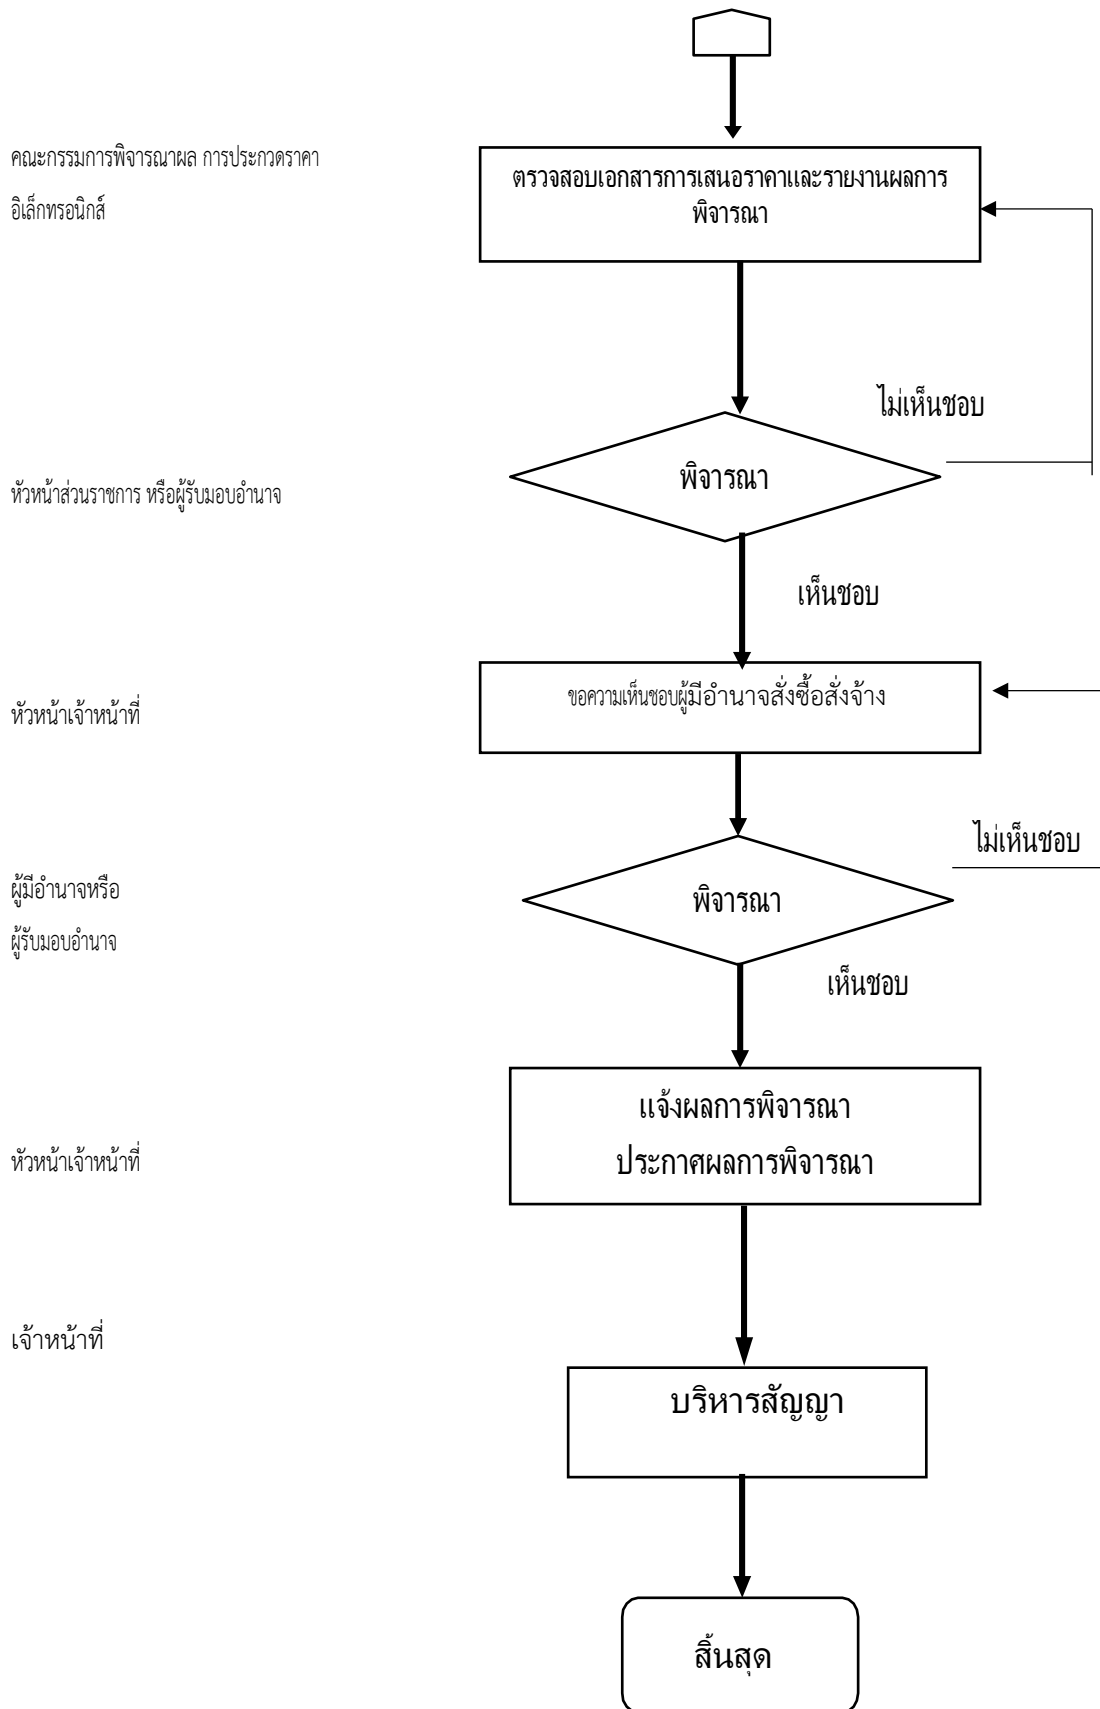 คณะกรรมการพิจารณาผล การประกวดราคา
อิเล็กทรอนิกส์
ตรวจสอบเอกสารการเสนอราคาและรายงานผลการ
พิจารณา
ไม่เห็นชอบ
พิจารณา
หัวหน้าส่วนราชการ หรือผู้รับมอบอำนาจ
เห็นชอบ
ขอความเห็นชอบผู้มีอำนาจสั่งซื้อสั่งจ้าง
หัวหน้าเจ้าหน้าที่
ไม่เห็นชอบ
ผู้มีอำนาจหรือ
ผู้รับมอบอำนาจ
พิจารณา
เห็นชอบ
แจ้งผลการพิจารณา
ประกาศผลการพิจารณา
หัวหน้าเจ้าหน้าที่
เจ้าหน้าที่
บริหารสัญญา
สิ้นสุด